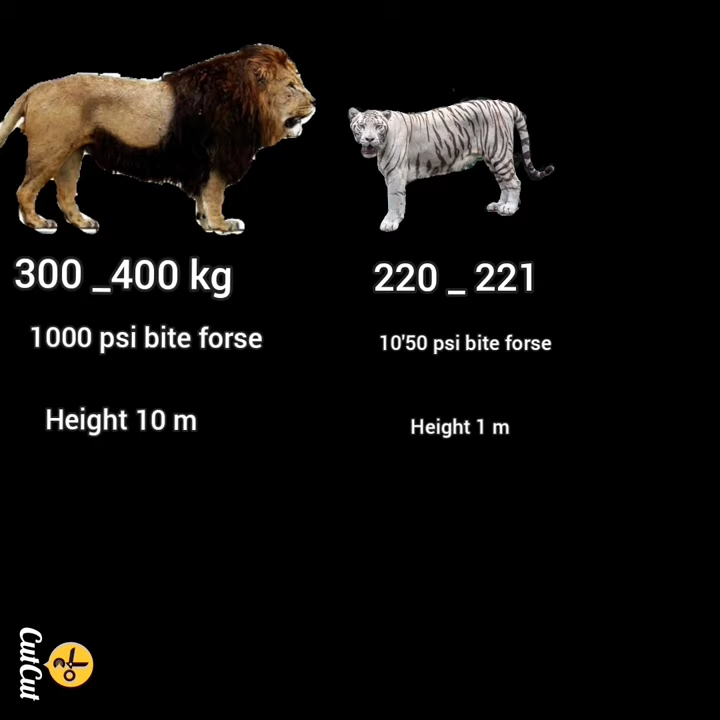 300 _400 kg
220 _ 221
1000 psi bite forse
10'50 psi bite forse
Height 10 m
Height 1 m
CutCut